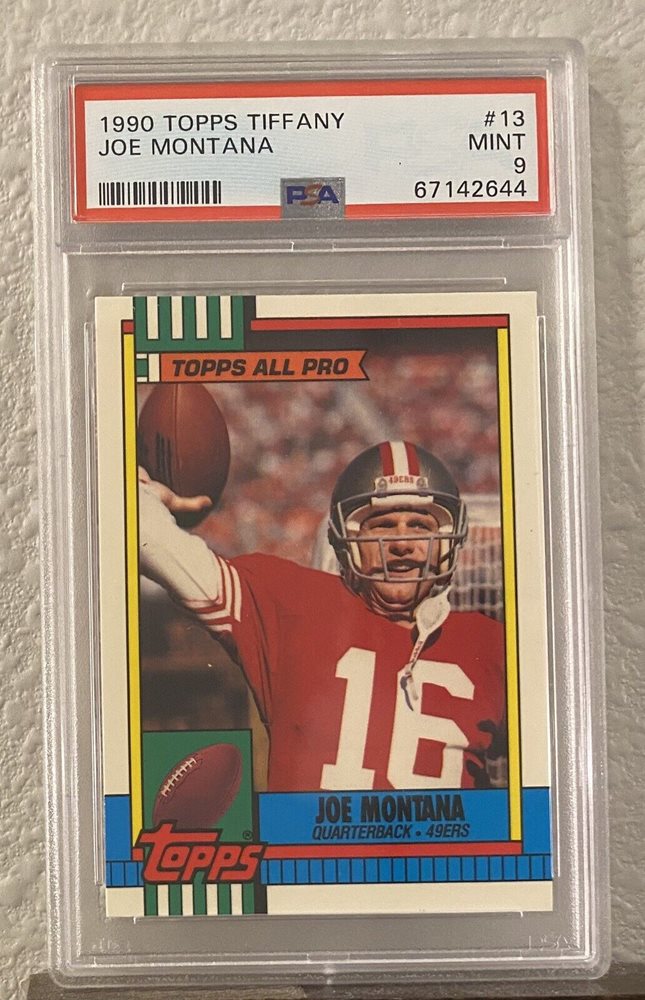 1990 TOPPS TIFFANY #13
JOE MONTANA MINT
9
PSA 67142644
TOPPS ALL PRO
49ERS
16
JOE MONTANA
QUARTERBACK • 49ERS
topps®